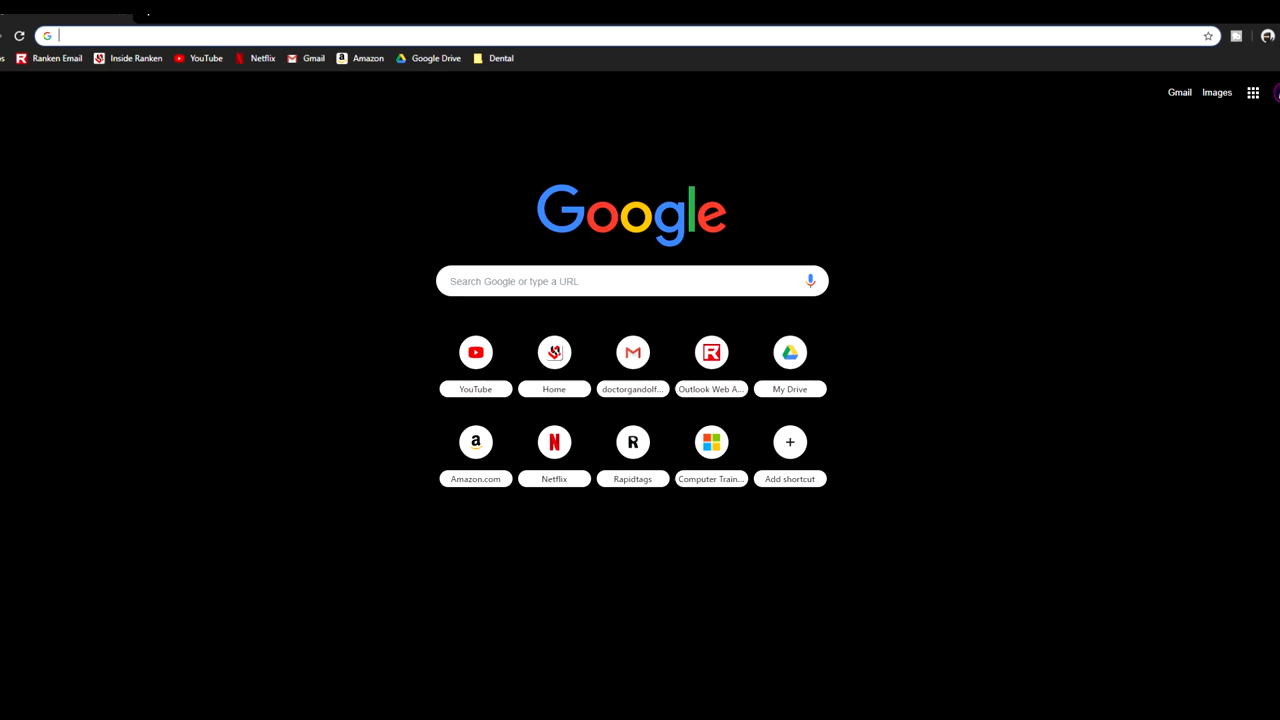 Ranken Email Inside Ranken YouTube Netflix Gmail Amazon Google Drive Dental
Gmail Images
Google
Search Google or type a URL
YouTube Home doctorgandolf... Outlook Web A... My Drive
Amazon.com Netflix Rapidtags Computer Train... Add shortcut